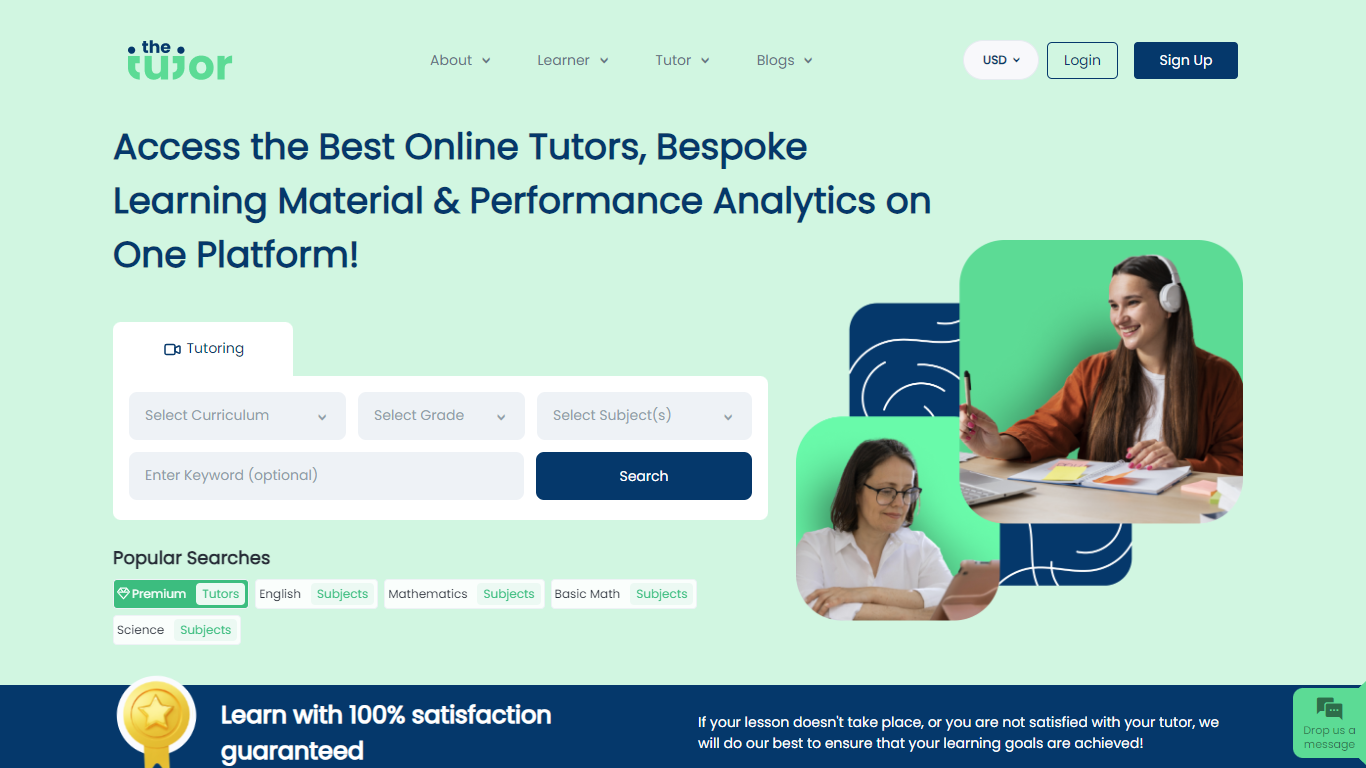 the
tutor
About
Learner
Tutor
Blogs
USD
Login
Sign Up
Access the Best Online Tutors, Bespoke
Learning Material & Performance Analytics on
One Platform!
Tutoring
Select Curriculum
Select Grade
Select Subject(s)
Enter Keyword (optional)
Search
Popular Searches
Premium Tutors
English Subjects
Mathematics Subjects
Basic Math Subjects
Science Subjects
Learn with 100% satisfaction
guaranteed
If your lesson doesn't take place, or you are not satisfied with your tutor, we
will do our best to ensure that your learning goals are achieved!
Drop us a
message